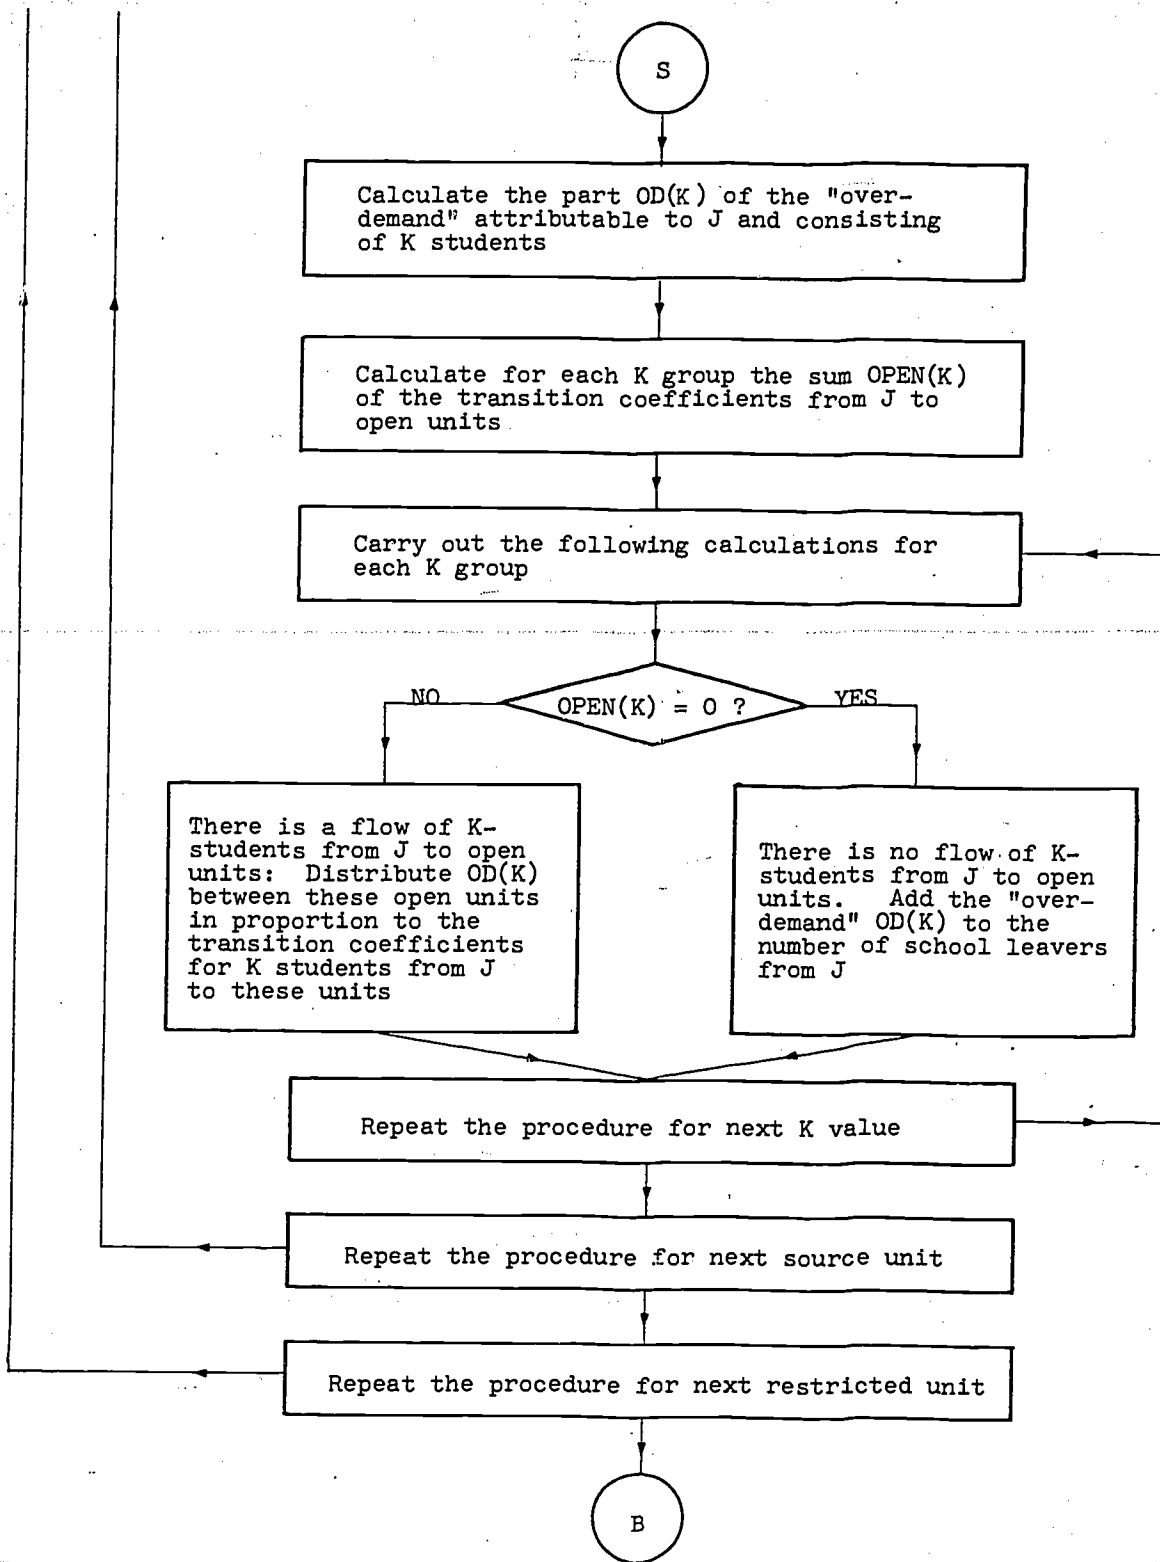 S
Calculate the part OD(K) of the "over-
demand" attributable to J and consisting
of K students
Calculate for each K group the sum OPEN(K)
of the transition coefficients from J to
open units
Carry out the following calculations for
each K group
NO
OPEN(K) = 0 ?
YES
There is a flow of K-
students from J to open
units: Distribute OD(K)
between these open units
in proportion to the
transition coefficients
for K students from J
to these units
There is no flow of K-
students from J to open
units. Add the "over-
demand" OD(K) to the
number of school leavers
from J
Repeat the procedure for next K value
Repeat the procedure for next source unit
Repeat the procedure for next restricted unit
B